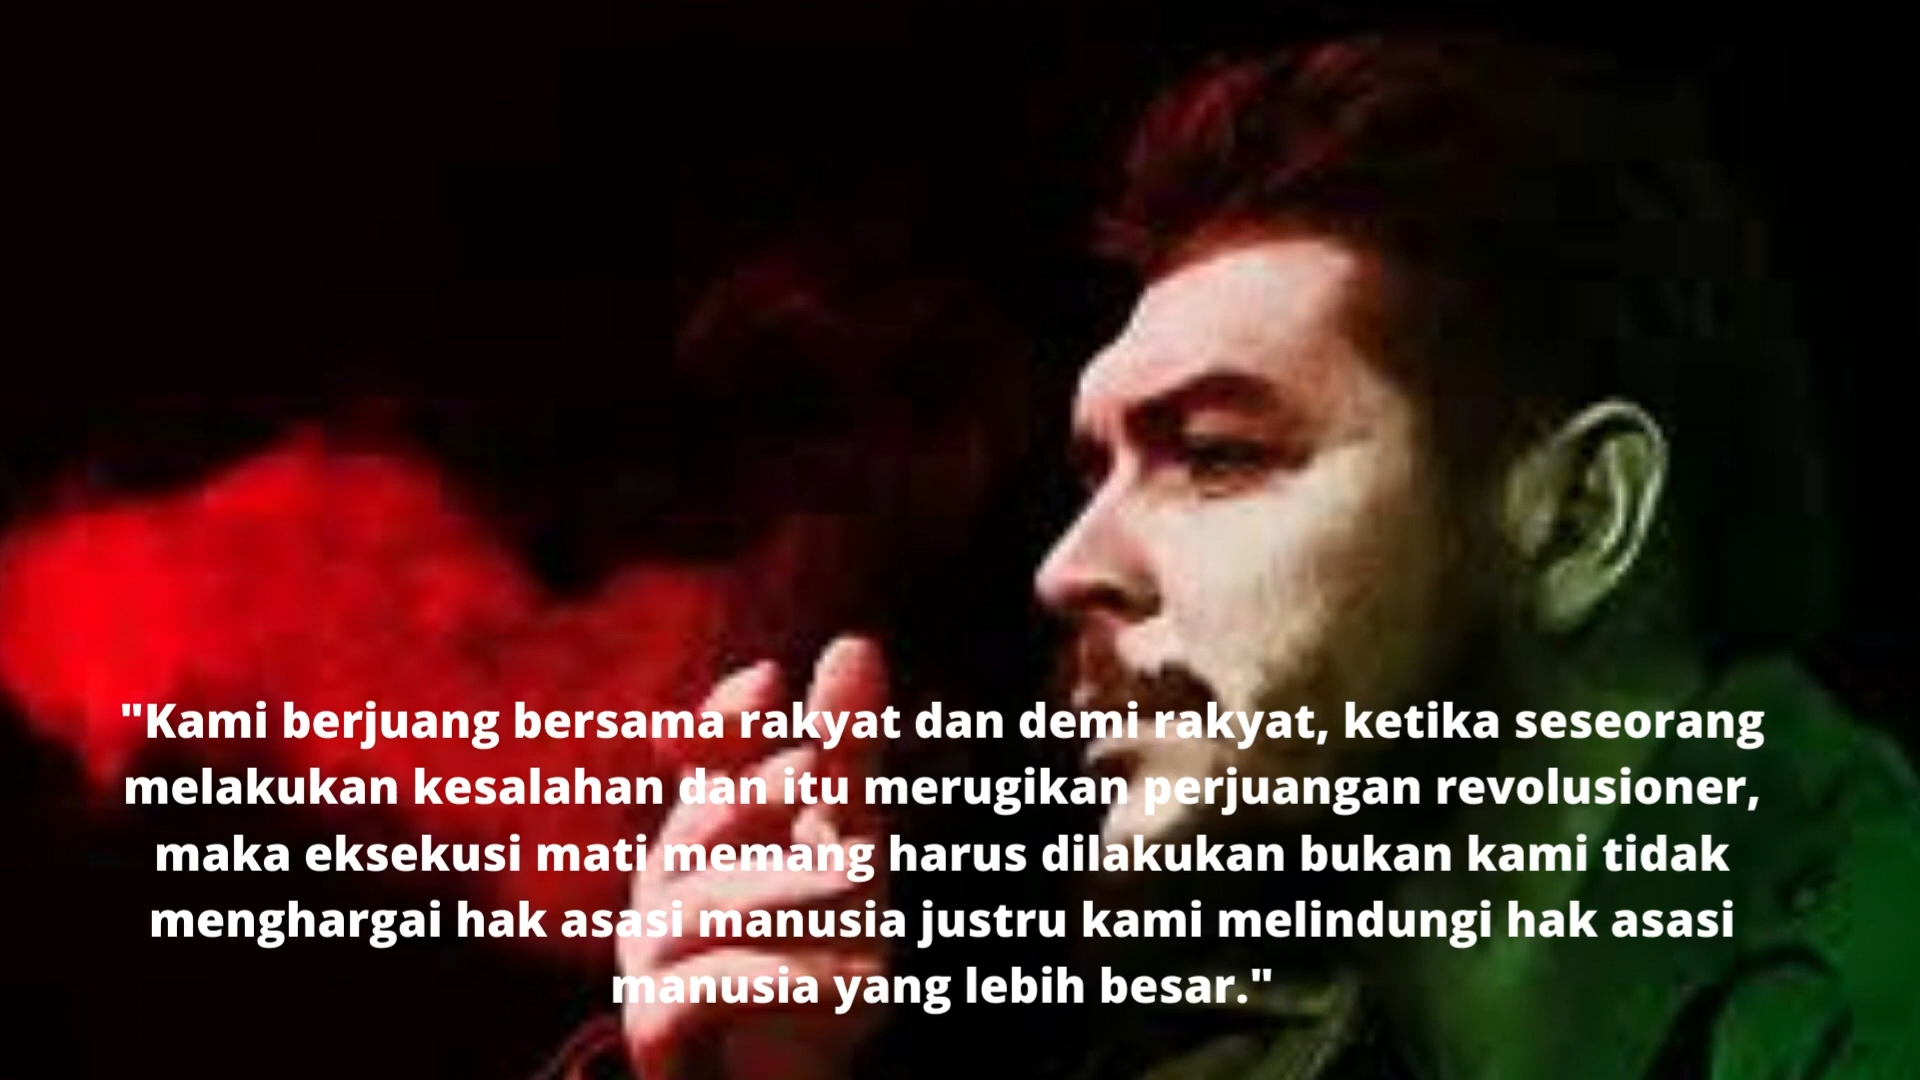 "Kami berjuang bersama rakyat dan demi rakyat, ketika seseorang
melakukan kesalahan dan itu merugikan perjuangan revolusioner,
maka eksekusi mati memang harus dilakukan bukan kami tidak
menghargai hak asasi manusia justru kami melindungi hak asasi
manusia yang lebih besar."